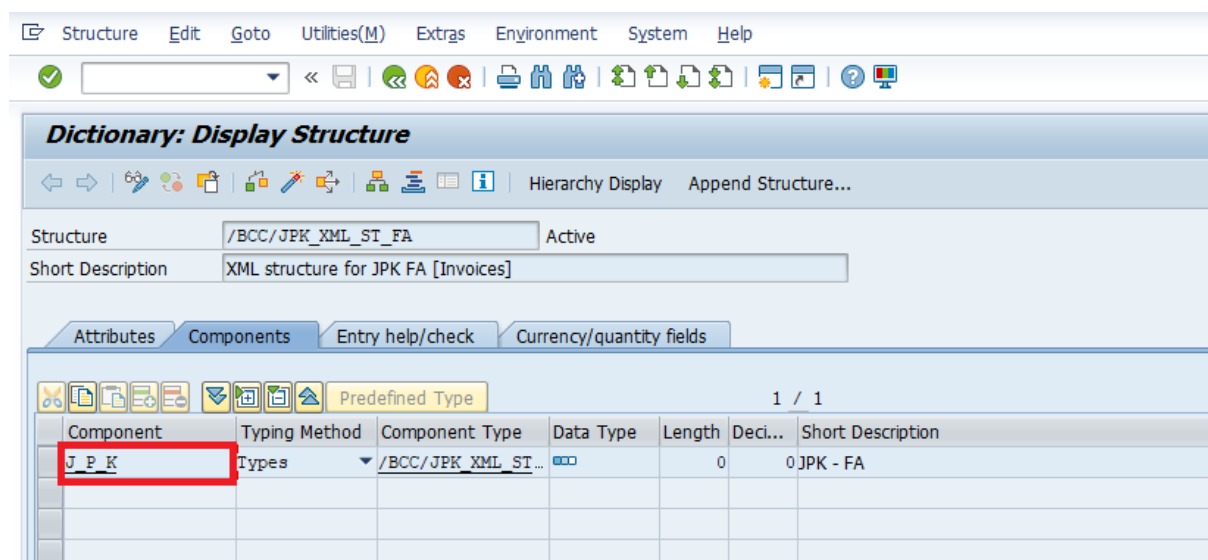 Structure Edit Goto Utilities(M) Extras Environment System Help
Dictionary: Display Structure
Hierarchy Display Append Structure...
Structure /BCC/JPK_XML_ST_FA Active
Short Description XML structure for JPK FA [Invoices]
Attributes Components Entry help/check Currency/quantity fields
Predefined Type 1 / 1
Component Typing Method Component Type Data Type Length Deci... Short Description
J_P_K Types /BCC/JPK_XML_ST... 0 0 JPK - FA